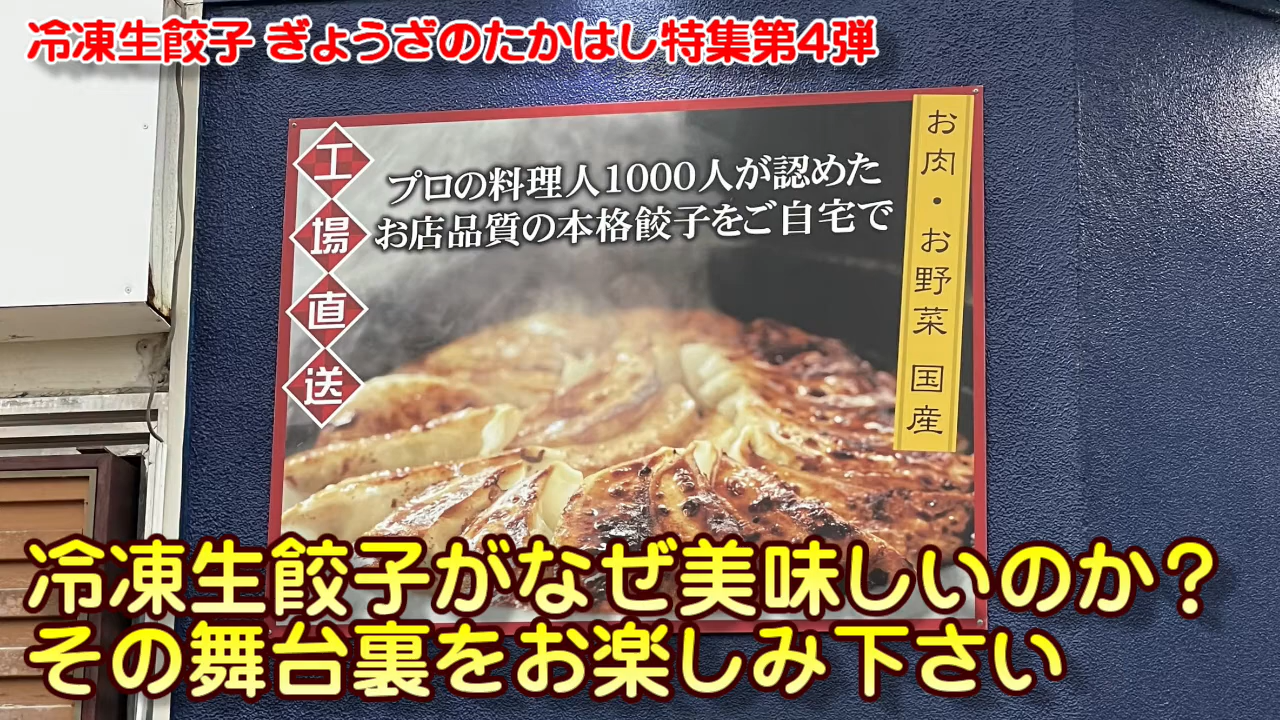 冷凍生餃子 ぎょうざのたかはし特集第4弾
工場直送
プロの料理人1000人が認めた
お店品質の本格餃子をご自宅で
お肉・お野菜 国産
冷凍生餃子がなぜ美味しいのか？
その舞台裏をお楽しみ下さい